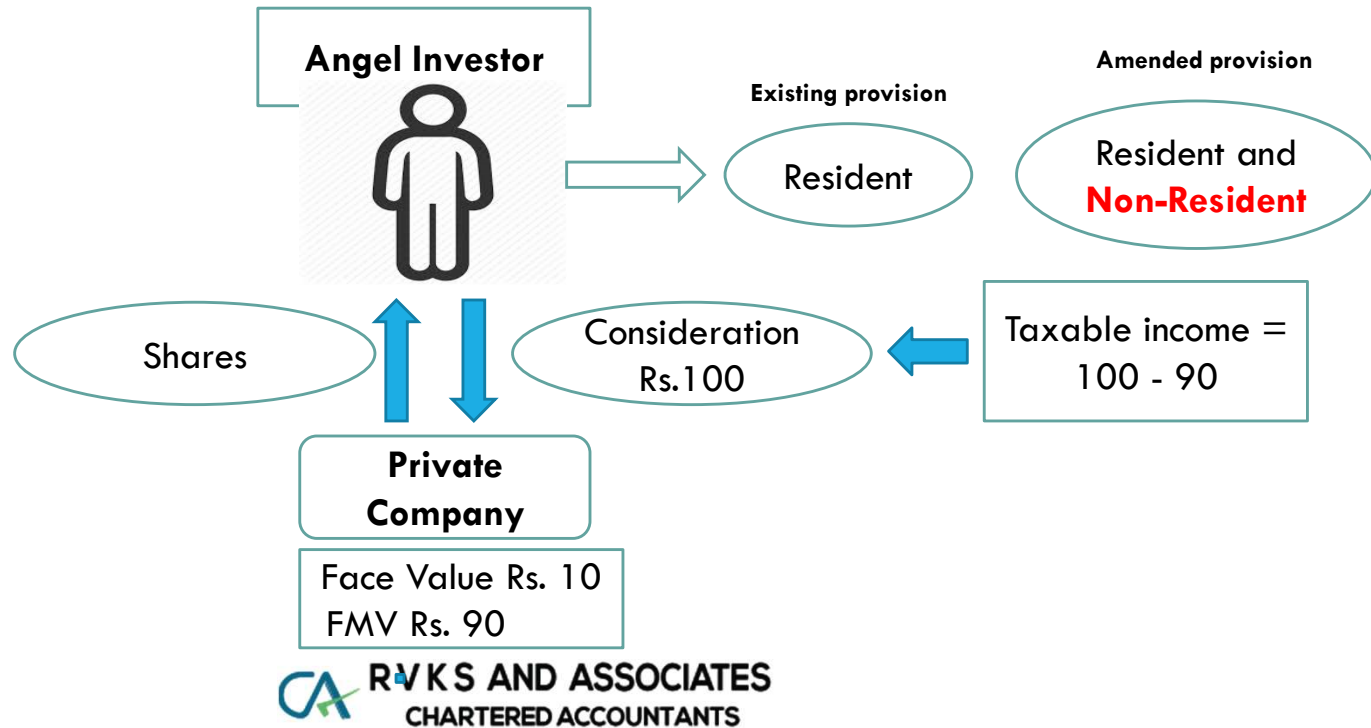 Angel Investor
Existing provision
Amended provision
Resident
Resident and
Non-Resident
Shares
Consideration
Rs.100
Taxable income =
100 - 90
Private
Company
Face Value Rs. 10
FMV Rs. 90
CA
R V K S AND ASSOCIATES
CHARTERED ACCOUNTANTS